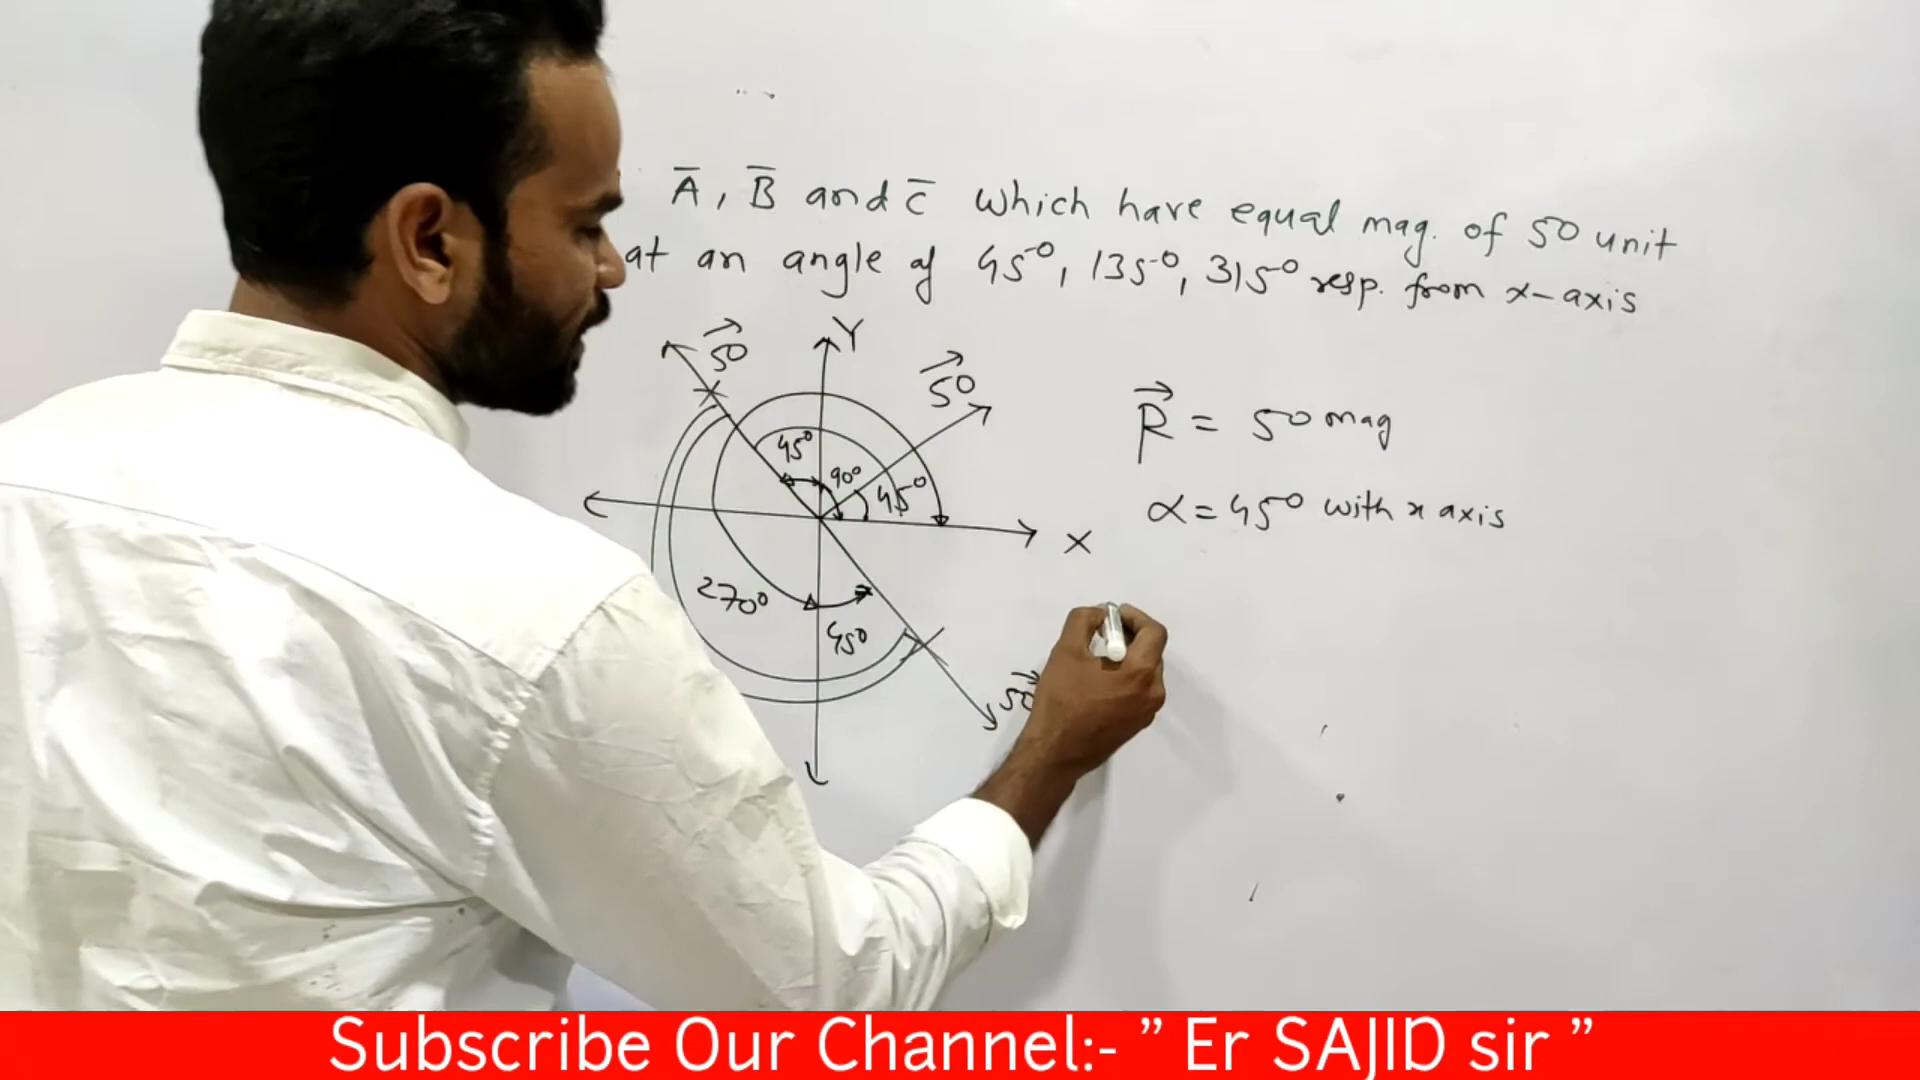 A̅, B̅ and C̅ which have equal mag. of 50 unit
at an angle of 45°, 135°, 315° resp. from x-axis
50⃗
Y
50⃗
R⃗ = 50 mag
45°
90°
45°
α = 45° with x axis
X
270°
45°
50⃗
Subscribe Our Channel:- ” Er SAJID sir ”